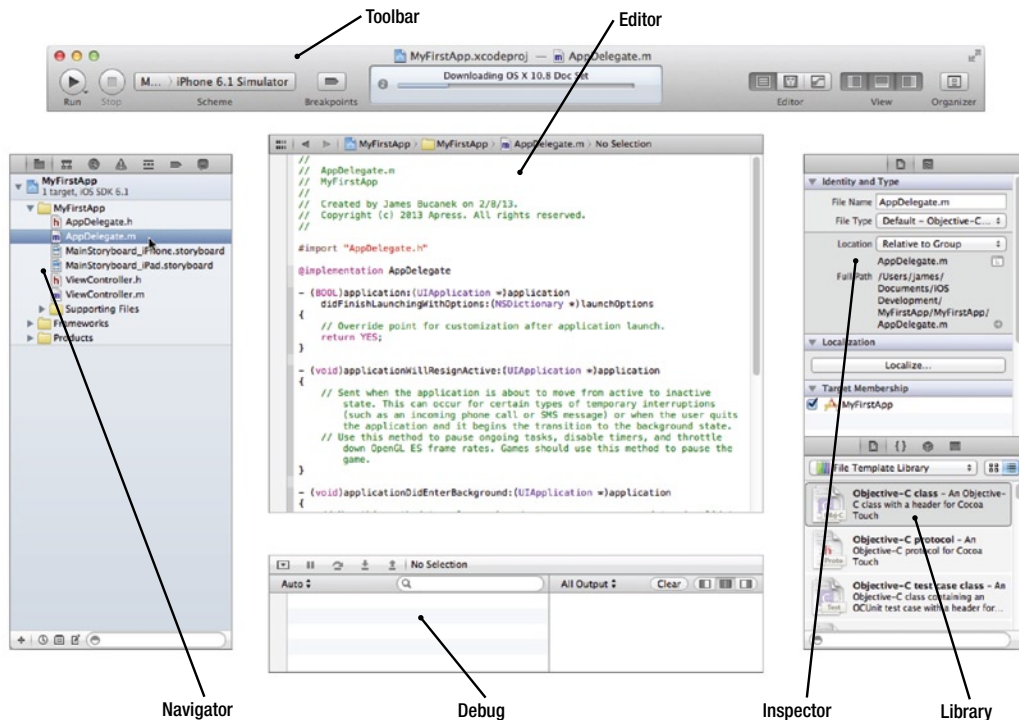 Toolbar
Editor
MyFirstApp.xcodeproj — AppDelegate.m
M... iPhone 6.1 Simulator
Downloading OS X 10.8 Doc Set
Run Stop Scheme Breakpoints Editor View Organizer
MyFirstApp
1 target, iOS SDK 6.1
MyFirstApp
h AppDelegate.h
m AppDelegate.m
MainStoryboard_iPhone.storyboard
MainStoryboard_iPad.storyboard
h ViewController.h
m ViewController.m
Supporting Files
Frameworks
Products
MyFirstApp MyFirstApp m AppDelegate.m No Selection
//
// AppDelegate.m
// MyFirstApp
//
// Created by James Bucanek on 2/8/13.
// Copyright (c) 2013 Apress. All rights reserved.
//
#import "AppDelegate.h"
@implementation AppDelegate
- (BOOL)application:(UIApplication *)application
didFinishLaunchingWithOptions:(NSDictionary *)launchOptions
{
// Override point for customization after application launch.
return YES;
}
- (void)applicationWillResignActive:(UIApplication *)application
{
// Sent when the application is about to move from active to inactive
state. This can occur for certain types of temporary interruptions
(such as an incoming phone call or SMS message) or when the user quits
the application and it begins the transition to the background state.
// Use this method to pause ongoing tasks, disable timers, and throttle
down OpenGL ES frame rates. Games should use this method to pause the
game.
}
- (void)applicationDidEnterBackground:(UIApplication *)application
{
No Selection
Auto
All Output Clear
Identity and Type
File Name AppDelegate.m
File Type Default - Objective-C...
Location Relative to Group
AppDelegate.m
Full Path /Users/james/
Documents/iOS
Development/
MyFirstApp/MyFirstApp/
AppDelegate.m
Localization
Localize...
Target Membership
MyFirstApp
{}
File Template Library
Objective-C class - An Objective-
C class with a header for Cocoa
Touch
Objective-C protocol - An
Objective-C protocol for Cocoa
Touch
h
Proto
Objective-C test case class - An
Objective-C class containing an
OCUnit test case with a header for...
Test
Navigator
Debug
Inspector
Library